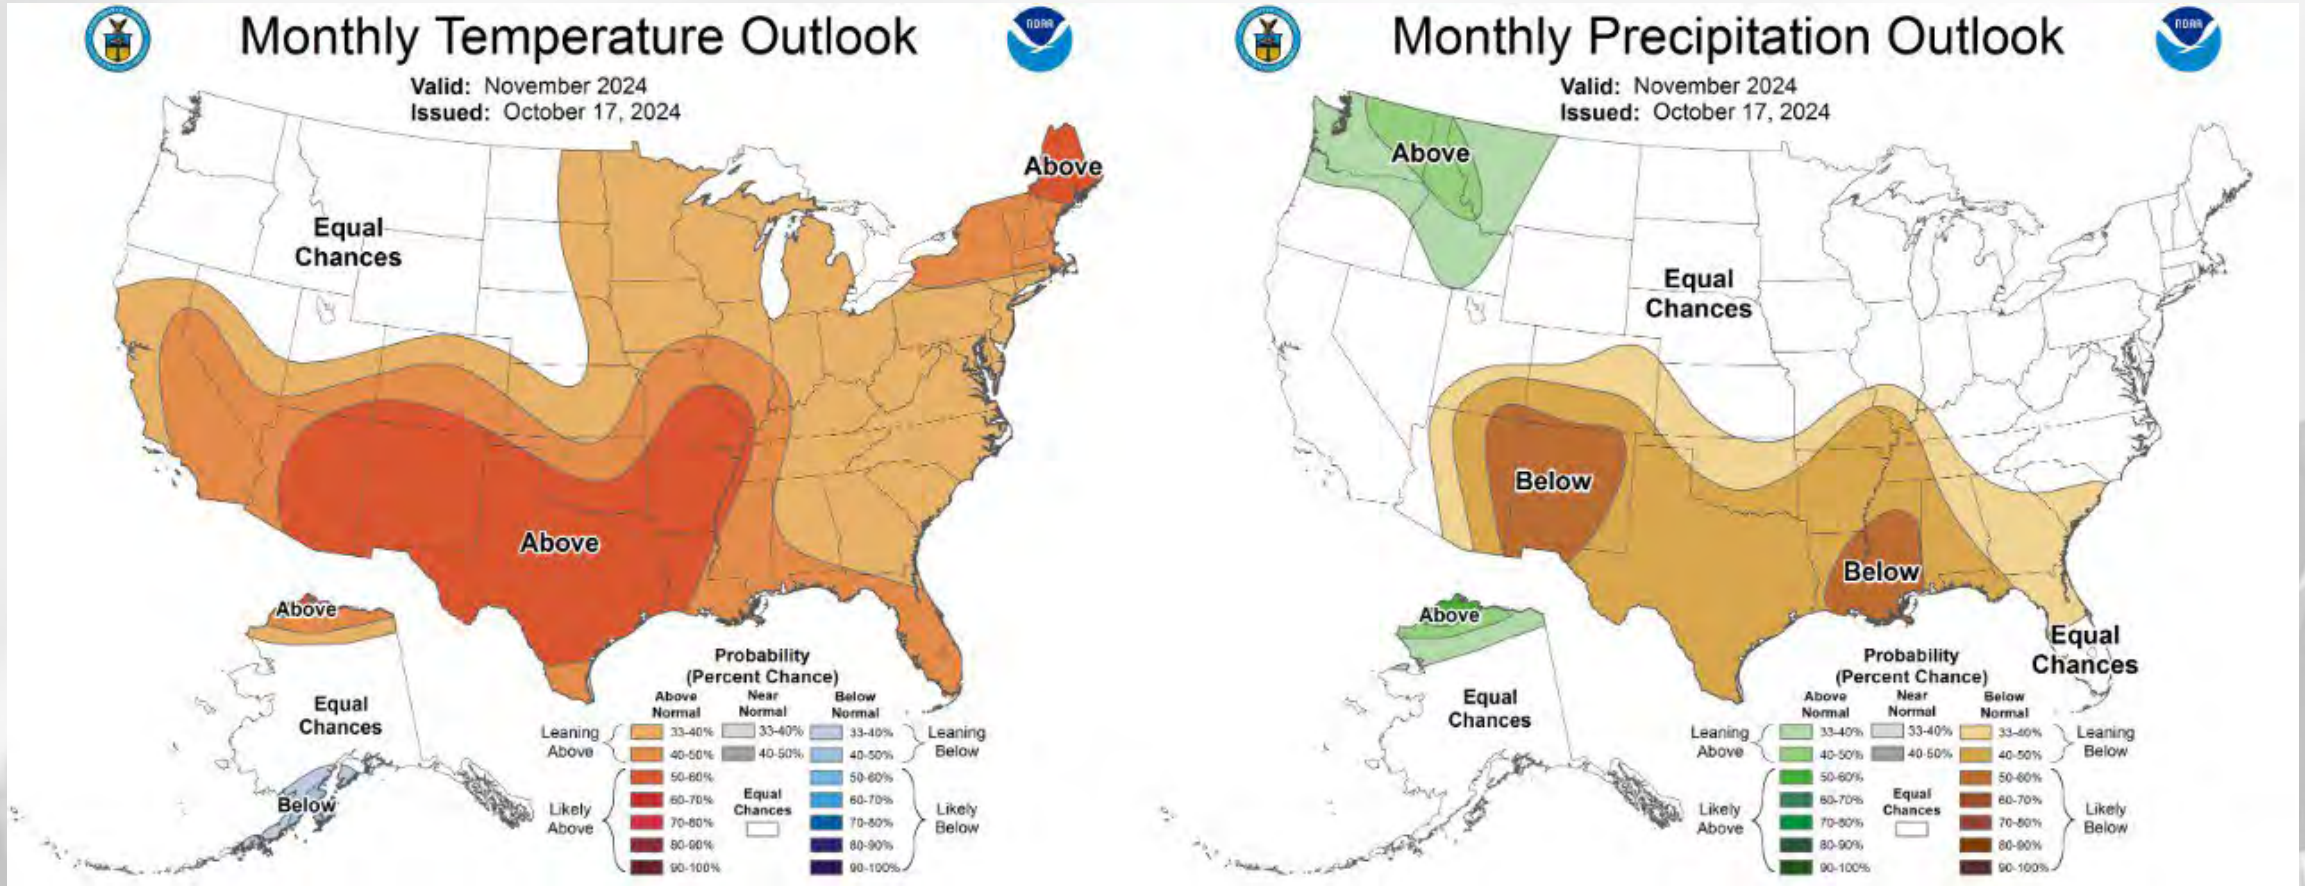 Monthly Temperature Outlook
NOAA
Valid: November 2024
Issued: October 17, 2024
Above
Equal
Chances
Above
Above
Equal
Chances
Below
Probability
(Percent Chance)
Above
Normal
Near
Normal
Below
Normal
Leaning
Above
33-40%
33-40%
33-40%
Leaning
Below
40-50%
40-50%
40-50%
Likely
Above
50-60%
50-60%
Likely
Below
60-70%
Equal
Chances
60-70%
70-80%
70-80%
80-90%
80-90%
90-100%
90-100%
Monthly Precipitation Outlook
NOAA
Valid: November 2024
Issued: October 17, 2024
Above
Equal
Chances
Below
Below
Above
Equal
Chances
Equal
Chances
Probability
(Percent Chance)
Above
Normal
Near
Normal
Below
Normal
Leaning
Above
33-40%
33-40%
33-40%
Leaning
Below
40-50%
40-50%
40-50%
Likely
Above
50-60%
50-60%
Likely
Below
60-70%
Equal
Chances
60-70%
70-80%
70-80%
80-90%
80-90%
90-100%
90-100%